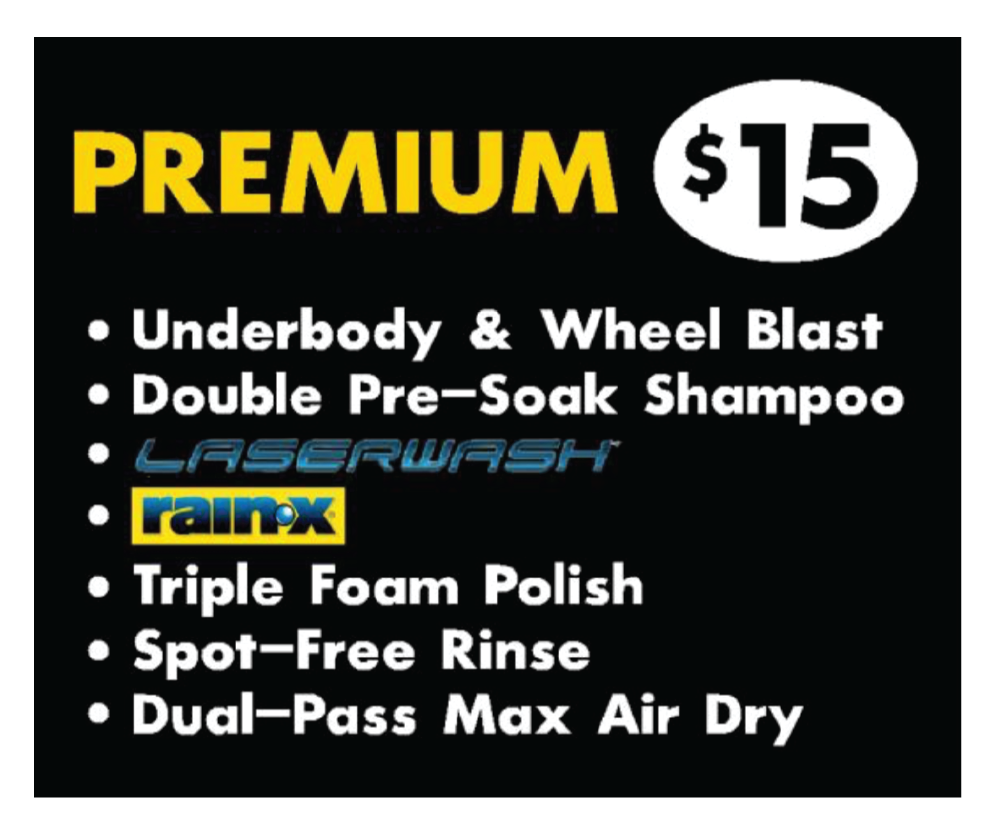 PREMIUM $15
• Underbody & Wheel Blast
• Double Pre-Soak Shampoo
• LASERWASH™
• rain-x®
• Triple Foam Polish
• Spot-Free Rinse
• Dual-Pass Max Air Dry